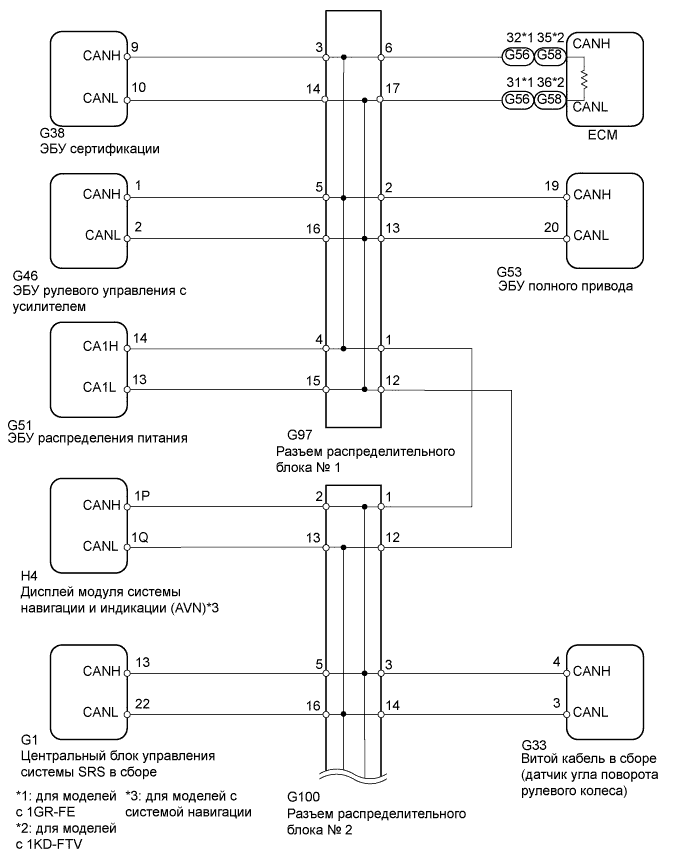 32*1 35*2
CANH 9 3 6 G56 G58 CANH
31*1 36*2
CANL 10 14 17 G56 G58 CANL
G38
ЭБУ сертификации
ECM
CANH 1 5 2 19 CANH
CANL 2 16 13 20 CANL
G46
ЭБУ рулевого управления с
усилителем
G53
ЭБУ полного привода
CA1H 14 4 1
CA1L 13 15 12
G51
ЭБУ распределения питания
G97
Разъем распределительного
блока № 1
CANH 1P 2 1
CANL 1Q 13 12
H4
Дисплей модуля системы
навигации и индикации (AVN)*3
CANH 13 5 3 4 CANH
CANL 22 16 14 3 CANL
G1
Центральный блок управления
системы SRS в сборе
G33
Витой кабель в сборе
(датчик угла поворота
рулевого колеса)
*1: для моделей
с 1GR-FE
*2: для моделей
с 1KD-FTV
*3: для моделей с
системой навигации
G100
Разъем распределительного
блока № 2